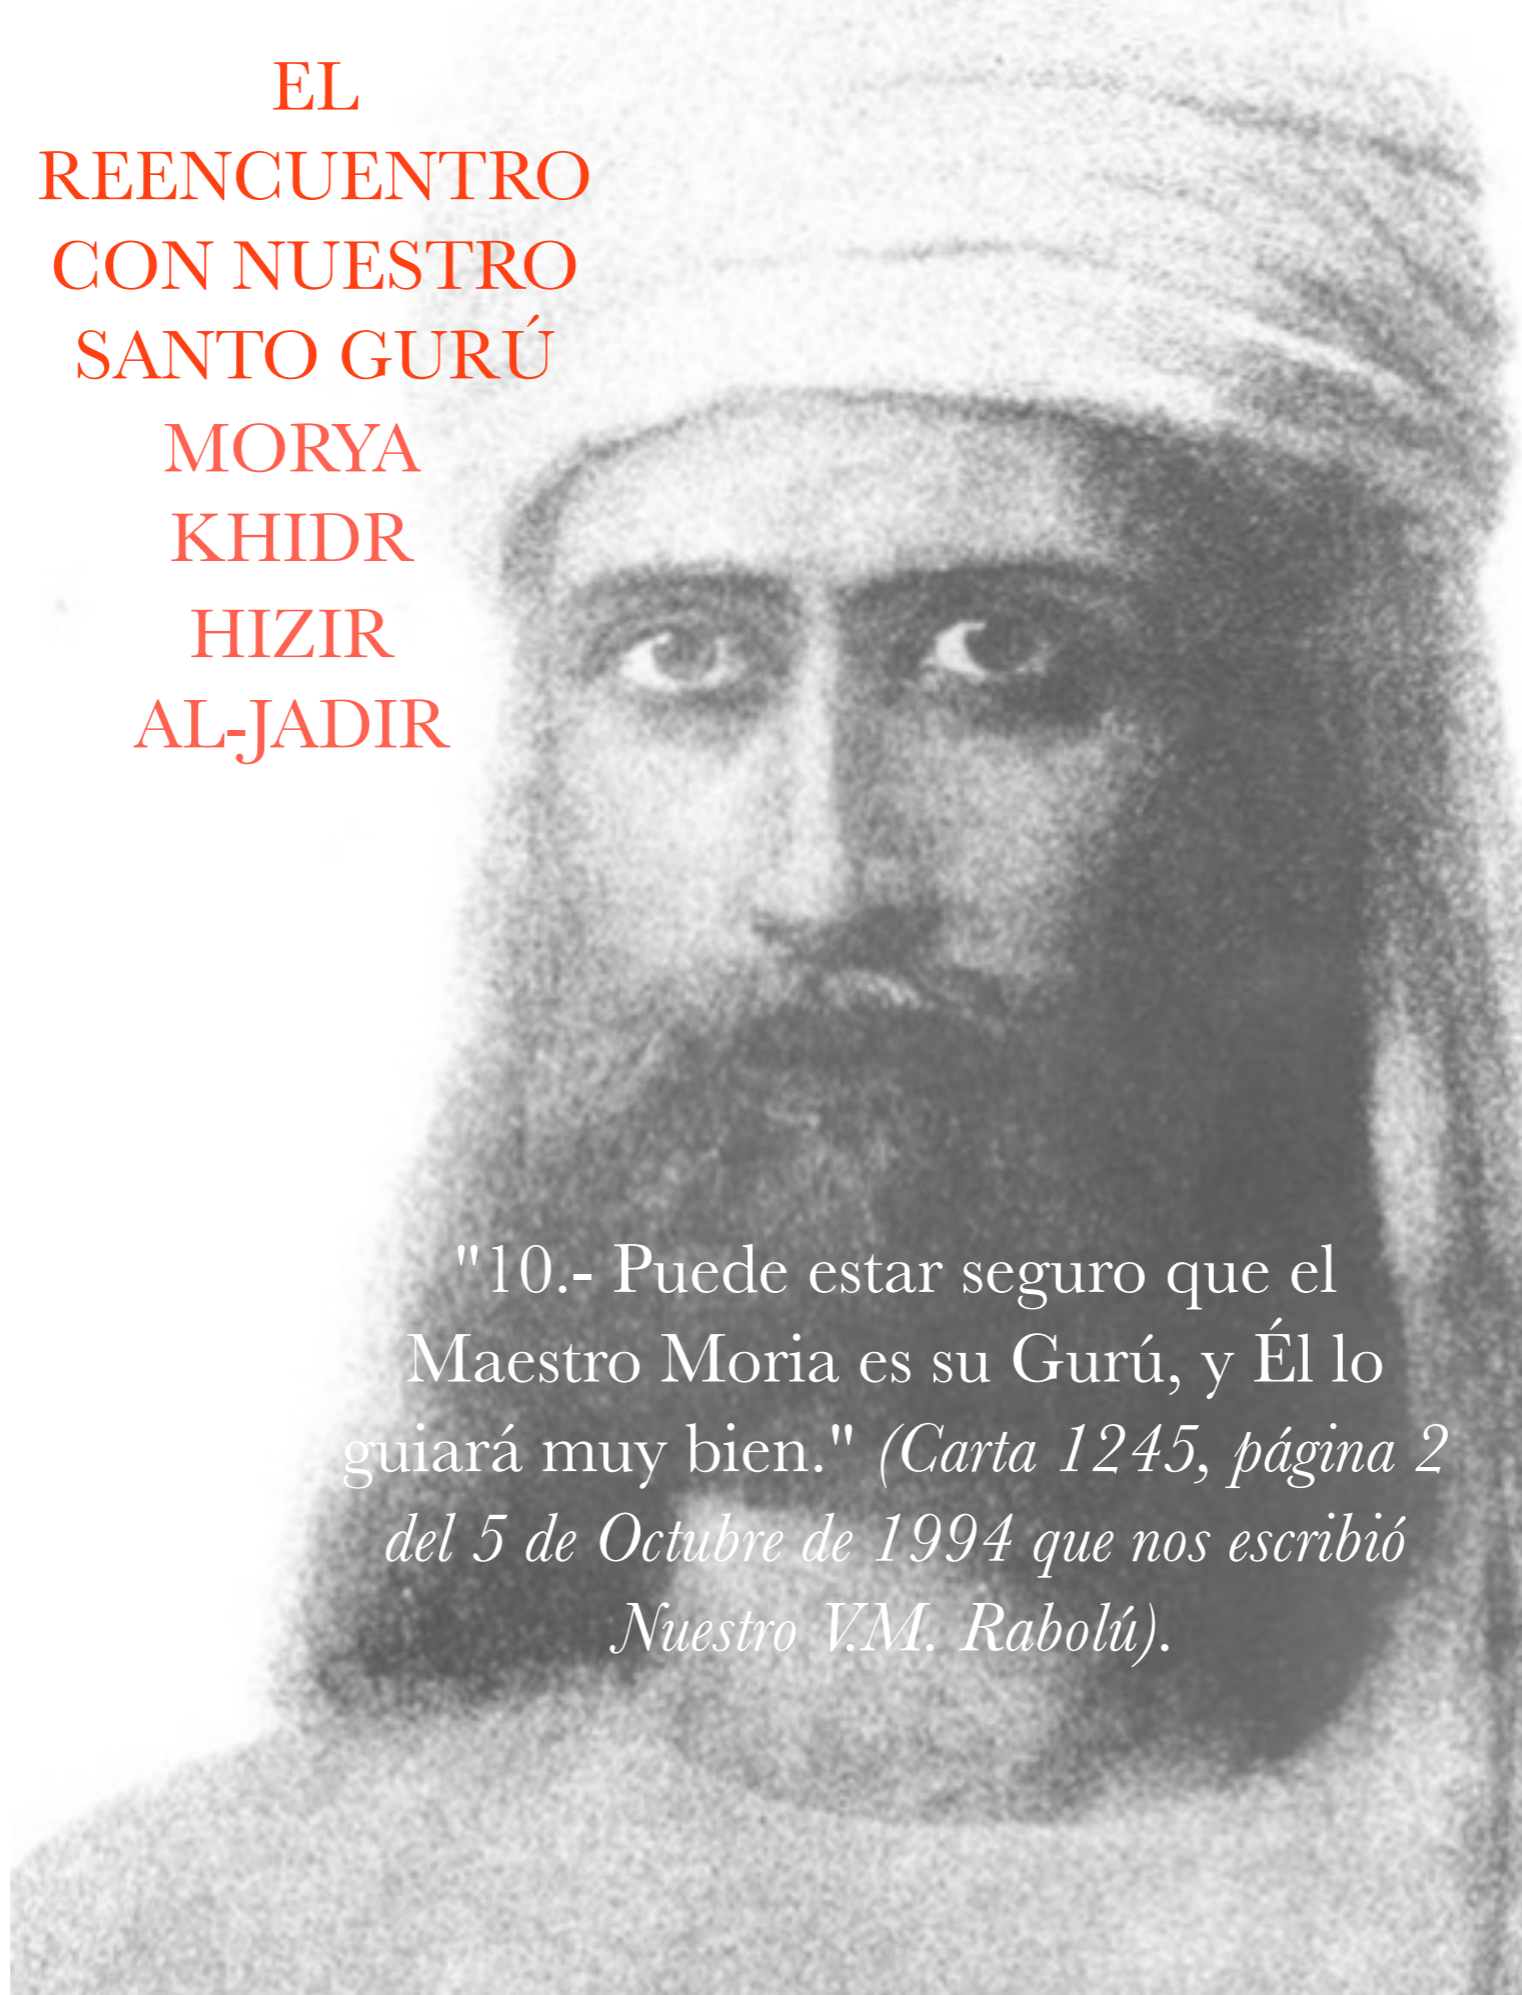 EL
REENCUENTRO
CON NUESTRO
SANTO GURÚ
MORYA
KHIDR
HIZIR
AL-JADIR
"10.- Puede estar seguro que el
Maestro Moria es su Gurú, y Él lo
guiará muy bien." (Carta 1245, página 2
del 5 de Octubre de 1994 que nos escribió
Nuestro V.M. Rabolú).